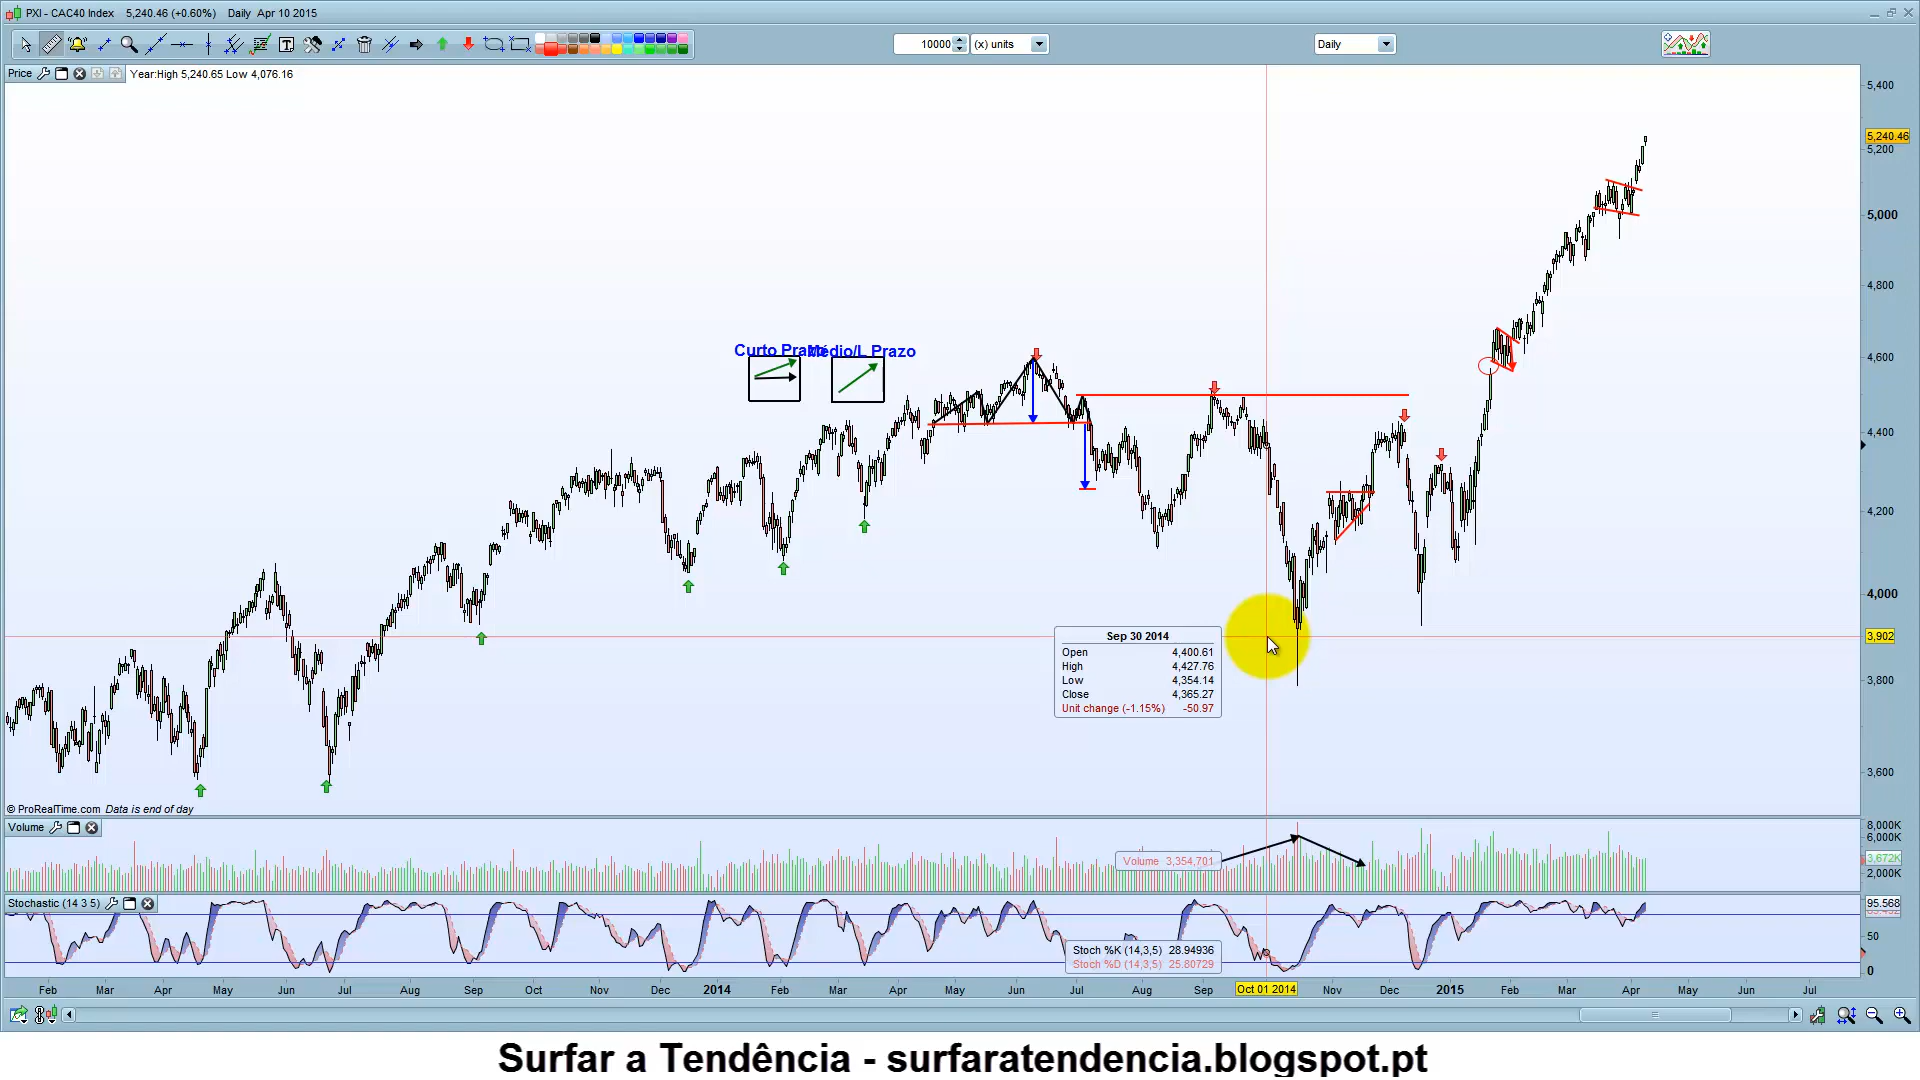 PXI - CAC40 Index 5,240.46 (+0.60%) Daily Apr 10 2015
10000 (x) units Daily
Price Year:High 5,240.65 Low 4,076.16
5,400
5,240.46
5,200
5,000
4,800
4,600
4,400
4,200
4,000
3,902
3,800
3,600
Curto Prazo
Médio/L Prazo
Sep 30 2014
Open 4,400.61
High 4,427.76
Low 4,354.14
Close 4,365.27
Unit change (-1.15%) -50.97
© ProRealTime.com Data is end of day
Volume
8,000K
6,000K
3,672K
2,000K
Volume 3,354,701
Stochastic (14 3 5)
95.568
50
0
Stoch %K (14,3,5) 28.94936
Stoch %D (14,3,5) 25.80729
Feb Mar Apr May Jun Jul Aug Sep Oct Nov Dec 2014 Feb Mar Apr May Jun Jul Aug Sep Oct 01 2014 Nov Dec 2015 Feb Mar Apr May Jun Jul
Surfar a Tendência - surfaratendencia.blogspot.pt